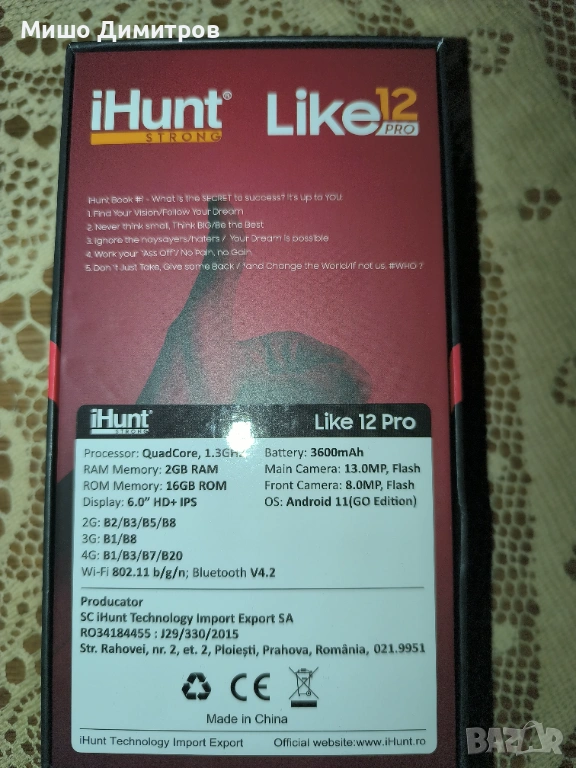 Мишо Димитров
iHunt®
STRONG
Like 12
PRO
iHunt Book #1 - What is the SECRET to success? It's up to YOU
1. Find Your Vision/Follow Your Dream
2. Never think small, Think BIG/Be the Best
3. Ignore the naysayers/haters / Your Dream is possible
4. Work your "Ass Off"/ No Pain, no Gain
5. Don't Just Take, Give some Back / and Change the World/If not us, #WHO ?
iHunt
STRONG
Like 12 Pro
Processor: QuadCore, 1.3GHz
RAM Memory: 2GB RAM
ROM Memory: 16GB ROM
Display: 6.0" HD+ IPS
Battery: 3600mAh
Main Camera: 13.0MP, Flash
Front Camera: 8.0MP, Flash
OS: Android 11(GO Edition)
2G: B2/B3/B5/B8
3G: B1/B8
4G: B1/B3/B7/B20
Wi-Fi 802.11 b/g/n; Bluetooth V4.2
Producator
SC iHunt Technology Import Export SA
RO34184455 : J29/330/2015
Str. Rahovei, nr. 2, et. 2, Ploiești, Prahova, România, 021.9951
CE
Made in China
iHunt Technology Import Export
Official website:www.iHunt.ro
BAZAR